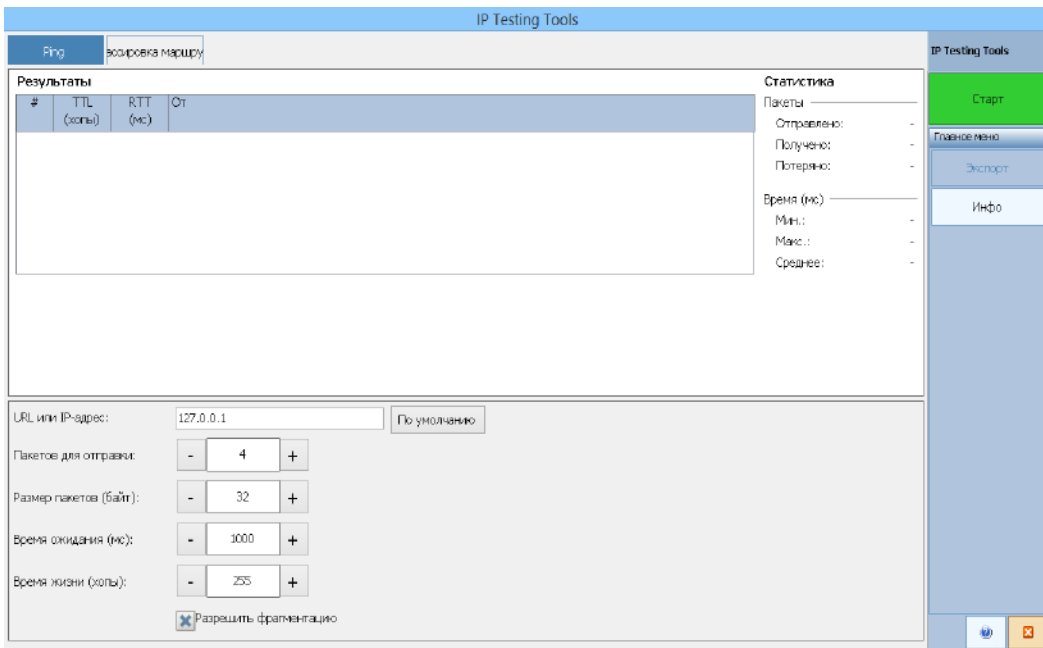 IP Testing Tools
Ping
ассировка маршру
IP Testing Tools
Старт
Главное меню
Экспорт
Инфо
Результаты
# TTL (хопы) RTT (мс) От
Статистика
Пакеты
Отправлено: -
Получено: -
Потеряно: -
Время (мс)
Мин.: -
Макс.: -
Среднее: -
URL или IP-адрес: 127.0.0.1 По умолчанию
Пакетов для отправки: - 4 +
Размер пакетов (байт): - 32 +
Время ожидания (мс): - 1000 +
Время жизни (хопы): - 255 +
Разрешить фрагментацию